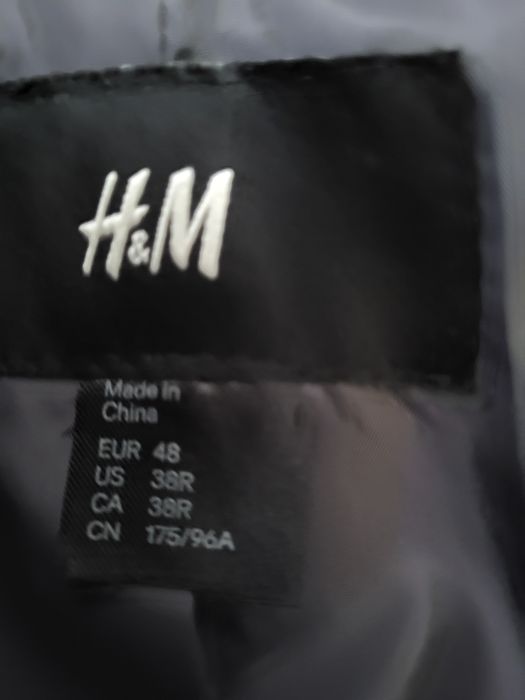 H&M
Made in
China
EUR 48
US 38R
CA 38R
CN 175/96A